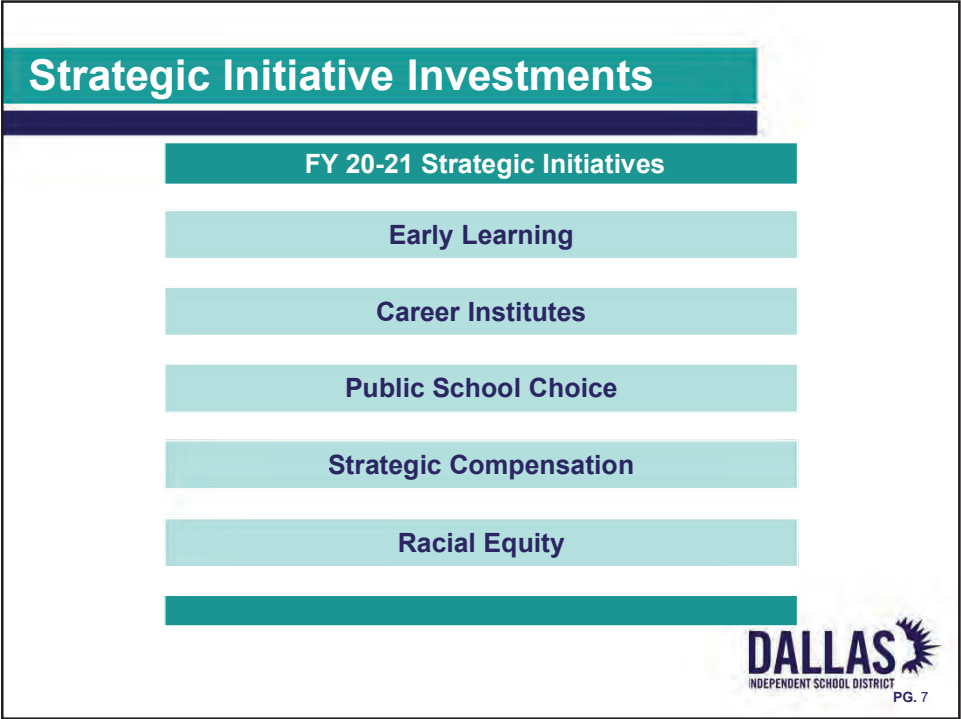 Strategic Initiative Investments
FY 20-21 Strategic Initiatives
Early Learning
Career Institutes
Public School Choice
Strategic Compensation
Racial Equity
DALLAS
INDEPENDENT SCHOOL DISTRICT
PG. 7